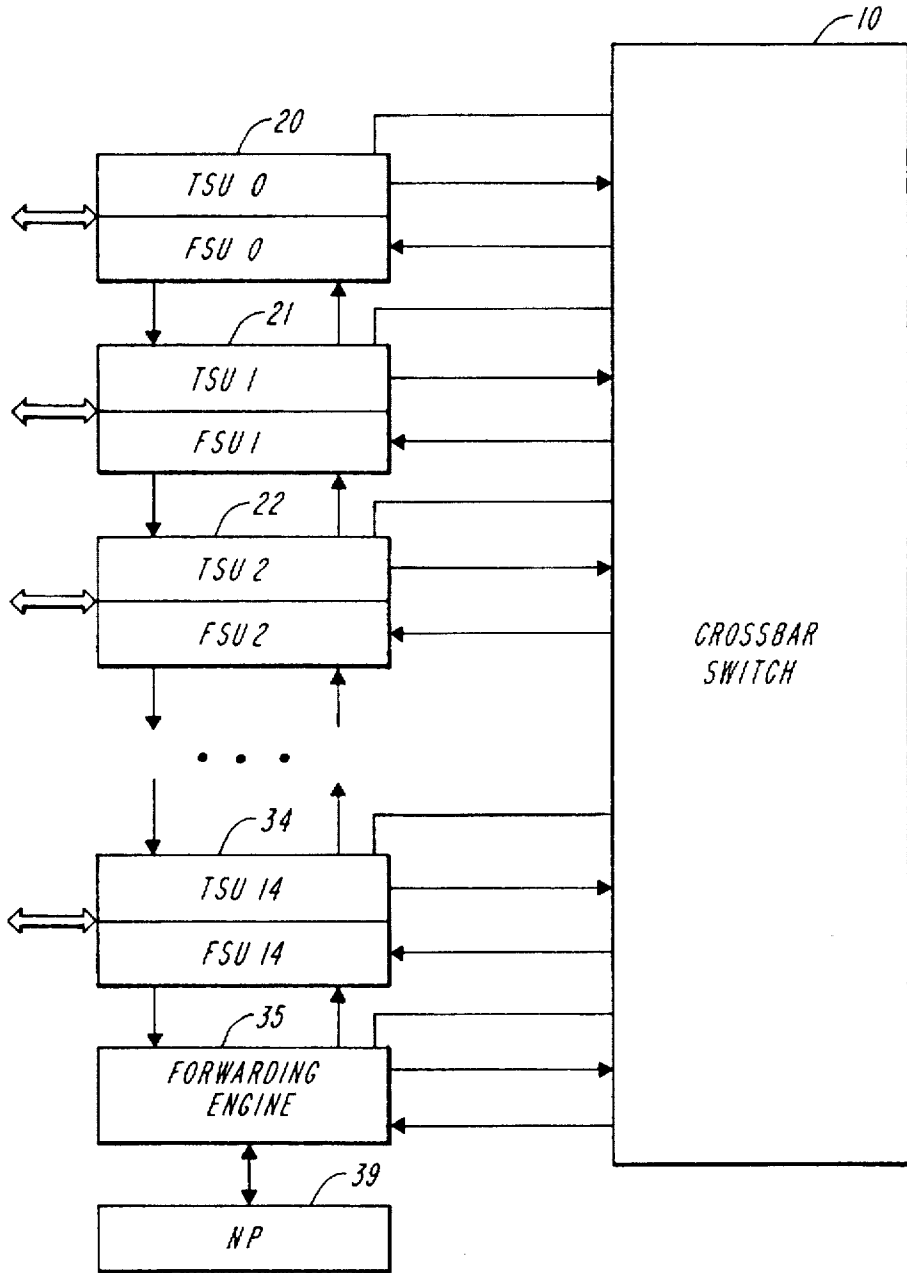 10
20
TSU 0
FSU 0
21
TSU 1
FSU 1
22
TSU 2
FSU 2
CROSSBAR
SWITCH
34
TSU 14
FSU 14
35
FORWARDING
ENGINE
39
NP